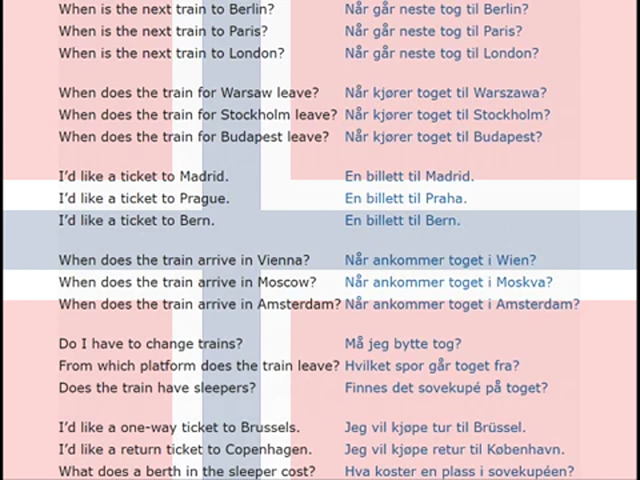 When is the next train to Berlin? Når går neste tog til Berlin?
When is the next train to Paris? Når går neste tog til Paris?
When is the next train to London? Når går neste tog til London?
When does the train for Warsaw leave? Når kjører toget til Warszawa?
When does the train for Stockholm leave? Når kjører toget til Stockholm?
When does the train for Budapest leave? Når kjører toget til Budapest?
I’d like a ticket to Madrid. En billett til Madrid.
I’d like a ticket to Prague. En billett til Praha.
I’d like a ticket to Bern. En billett til Bern.
When does the train arrive in Vienna? Når ankommer toget i Wien?
When does the train arrive in Moscow? Når ankommer toget i Moskva?
When does the train arrive in Amsterdam? Når ankommer toget i Amsterdam?
Do I have to change trains? Må jeg bytte tog?
From which platform does the train leave? Hvilket spor går toget fra?
Does the train have sleepers? Finnes det sovekupé på toget?
I’d like a one-way ticket to Brussels. Jeg vil kjøpe tur til Brüssel.
I’d like a return ticket to Copenhagen. Jeg vil kjøpe retur til København.
What does a berth in the sleeper cost? Hva koster en plass i sovekupéen?